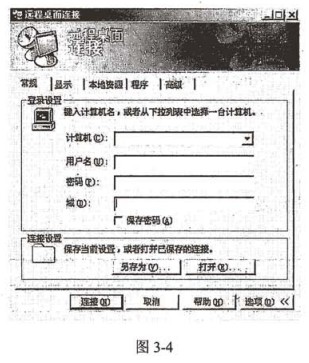 远程桌面连接
远程桌面
连接
常规 显示 本地资源 程序 高级
登录设置
键入计算机名，或者从下拉列表中选择一台计算机。
计算机(C):
用户名(U):
密码(P):
域(D):
保存密码(A)
连接设置
保存当前设置，或者打开已保存的连接。
另存为(V)... 打开(E)...
连接(N) 取消 帮助(H) 选项(O) <<
图 3-4